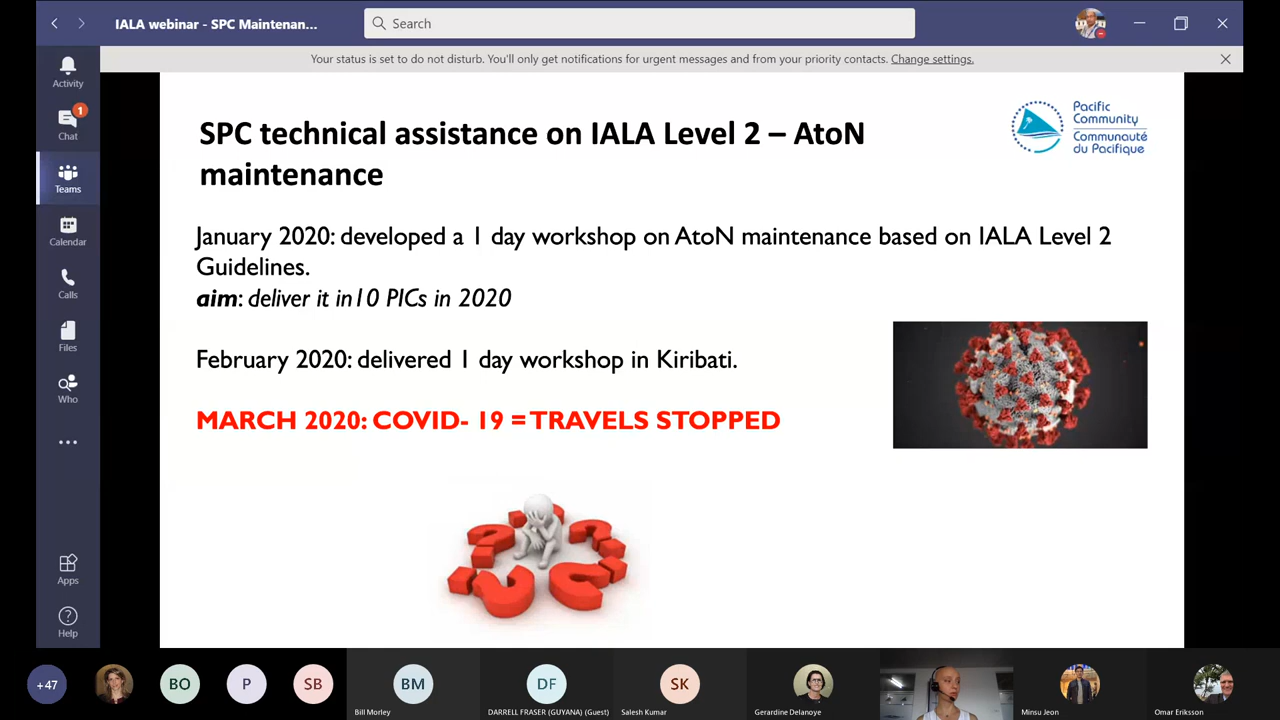 IALA webinar - SPC Maintenan...
Search
Your status is set to do not disturb. You'll only get notifications for urgent messages and from your priority contacts. Change settings.
Activity
1
Chat
Teams
Calendar
Calls
Files
Who
Apps
Help
SPC technical assistance on IALA Level 2 – AtoN
maintenance
Pacific
Community
Communauté
du Pacifique
January 2020: developed a 1 day workshop on AtoN maintenance based on IALA Level 2
Guidelines.
aim: deliver it in10 PICs in 2020
February 2020: delivered 1 day workshop in Kiribati.
MARCH 2020: COVID- 19 = TRAVELS STOPPED
+47
BO
P
SB
BM
DF
SK
Bill Morley
DARRELL FRASER (GUYANA) (Guest)
Salesh Kumar
Gerardine Delanoye
Minsu Jeon
Omar Eriksson